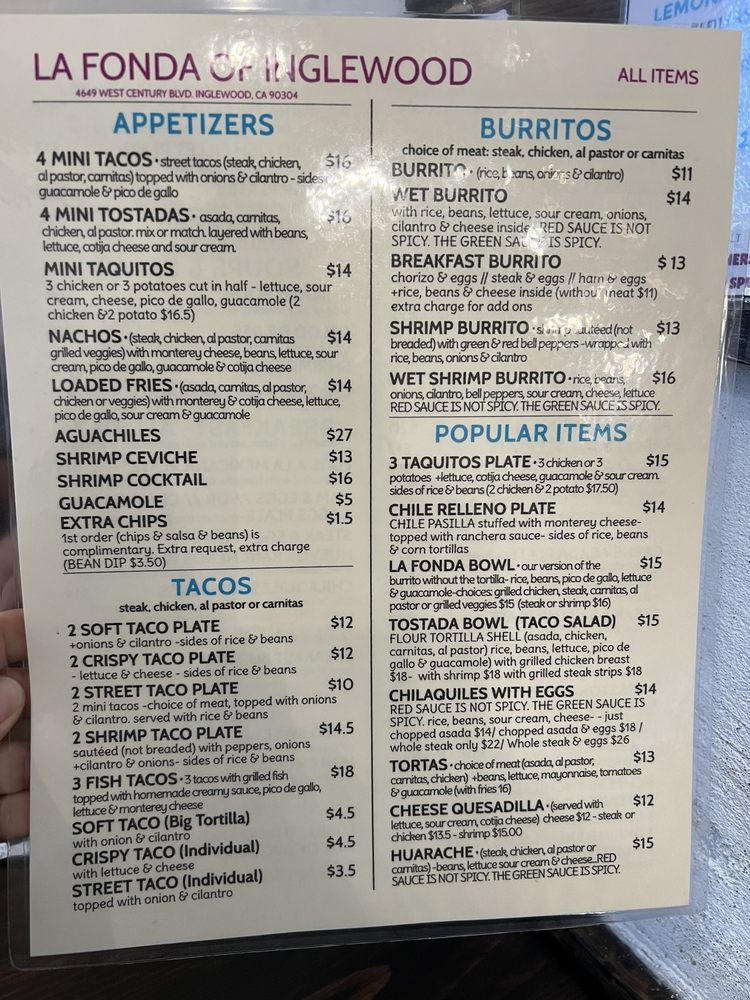 LA FONDA OF INGLEWOOD
ALL ITEMS
4649 WEST CENTURY BLVD. INGLEWOOD, CA 90304
APPETIZERS
4 MINI TACOS • street tacos (steak, chicken, $16
al pastor, carnitas) topped with onions & cilantro - sides
guacamole & pico de gallo
4 MINI TOSTADAS • asada, carnitas, $16
chicken, al pastor. mix or match. layered with beans,
lettuce, cotija cheese and sour cream.
MINI TAQUITOS $14
3 chicken or 3 potatoes cut in half - lettuce, sour
cream, cheese, pico de gallo, guacamole (2
chicken &2 potato $16.5)
NACHOS • (steak, chicken, al pastor, carnitas $14
grilled veggies) with monterey cheese, beans, lettuce, sour
cream, pico de gallo, guacamole & cotija cheese
LOADED FRIES • (asada, carnitas, al pastor, $14
chicken or veggies) with monterey & cotija cheese, lettuce,
pico de gallo, sour cream & guacamole
AGUACHILES $27
SHRIMP CEVICHE $13
SHRIMP COCKTAIL $16
GUACAMOLE $5
EXTRA CHIPS $1.5
1st order (chips & salsa & beans) is
complimentary. Extra request, extra charge
(BEAN DIP $3.50)
TACOS
steak, chicken, al pastor or carnitas
2 SOFT TACO PLATE $12
+onions & cilantro -sides of rice & beans
2 CRISPY TACO PLATE $12
- lettuce & cheese - sides of rice & beans
2 STREET TACO PLATE $10
2 mini tacos -choice of meat, topped with onions
& cilantro. served with rice & beans
2 SHRIMP TACO PLATE $14.5
sautéed (not breaded) with peppers, onions
+cilantro & onions- sides of rice & beans
3 FISH TACOS • 3 tacos with grilled fish $18
topped with homemade creamy sauce, pico de gallo,
lettuce & monterey cheese
SOFT TACO (Big Tortilla) $4.5
with onion & cilantro
CRISPY TACO (Individual) $4.5
with lettuce & cheese
STREET TACO (Individual) $3.5
topped with onion & cilantro
BURRITOS
choice of meat: steak, chicken, al pastor or carnitas
BURRITO • (rice, beans, onions & cilantro) $11
WET BURRITO $14
with rice, beans, lettuce, sour cream, onions,
cilantro & cheese inside RED SAUCE IS NOT
SPICY. THE GREEN SAUCE IS SPICY.
BREAKFAST BURRITO $ 13
chorizo & eggs // steak & eggs // ham & eggs
+rice, beans & cheese inside (without meat $11)
extra charge for add ons
SHRIMP BURRITO • shrimp sautéed (not $13
breaded) with green & red bell peppers -wrapped with
rice, beans, onions & cilantro
WET SHRIMP BURRITO • rice, beans, $16
onions, cilantro, bell peppers, sour cream, cheese, lettuce
RED SAUCE IS NOT SPICY. THE GREEN SAUCE IS SPICY.
POPULAR ITEMS
3 TAQUITOS PLATE • 3 chicken or 3 $15
potatoes +lettuce, cotija cheese, guacamole & sour cream.
sides of rice & beans (2 chicken & 2 potato $17.50)
CHILE RELLENO PLATE $14
CHILE PASILLA stuffed with monterey cheese-
topped with ranchera sauce- sides of rice, beans
& corn tortillas
LA FONDA BOWL • our version of the $15
burrito without the tortilla- rice, beans, pico de gallo, lettuce
& guacamole-choices: grilled chicken, steak, carnitas, al
pastor or grilled veggies $15 (steak or shrimp $16)
TOSTADA BOWL (TACO SALAD) $15
FLOUR TORTILLA SHELL (asada, chicken,
carnitas, al pastor) rice, beans, lettuce, pico de
gallo & guacamole) with grilled chicken breast
$18- with shrimp $18 with grilled steak strips $18
CHILAQUILES WITH EGGS $14
RED SAUCE IS NOT SPICY. THE GREEN SAUCE IS
SPICY. rice, beans, sour cream, cheese- - just
chopped asada $14/ chopped asada & eggs $18 /
whole steak only $22/ Whole steak & eggs $26
TORTAS • choice of meat (asada, al pastor, $13
carnitas, chicken) +beans, lettuce, mayonnaise, tomatoes
& guacamole (with fries 16)
CHEESE QUESADILLA • (served with $12
lettuce, sour cream, cotija cheese) cheese $12 - steak or
chicken $13.5 - shrimp $15.00
HUARACHE • (steak, chicken, al pastor or $15
carnitas) -beans, lettuce sour cream & cheese..RED
SAUCE IS NOT SPICY. THE GREEN SAUCE IS SPICY.